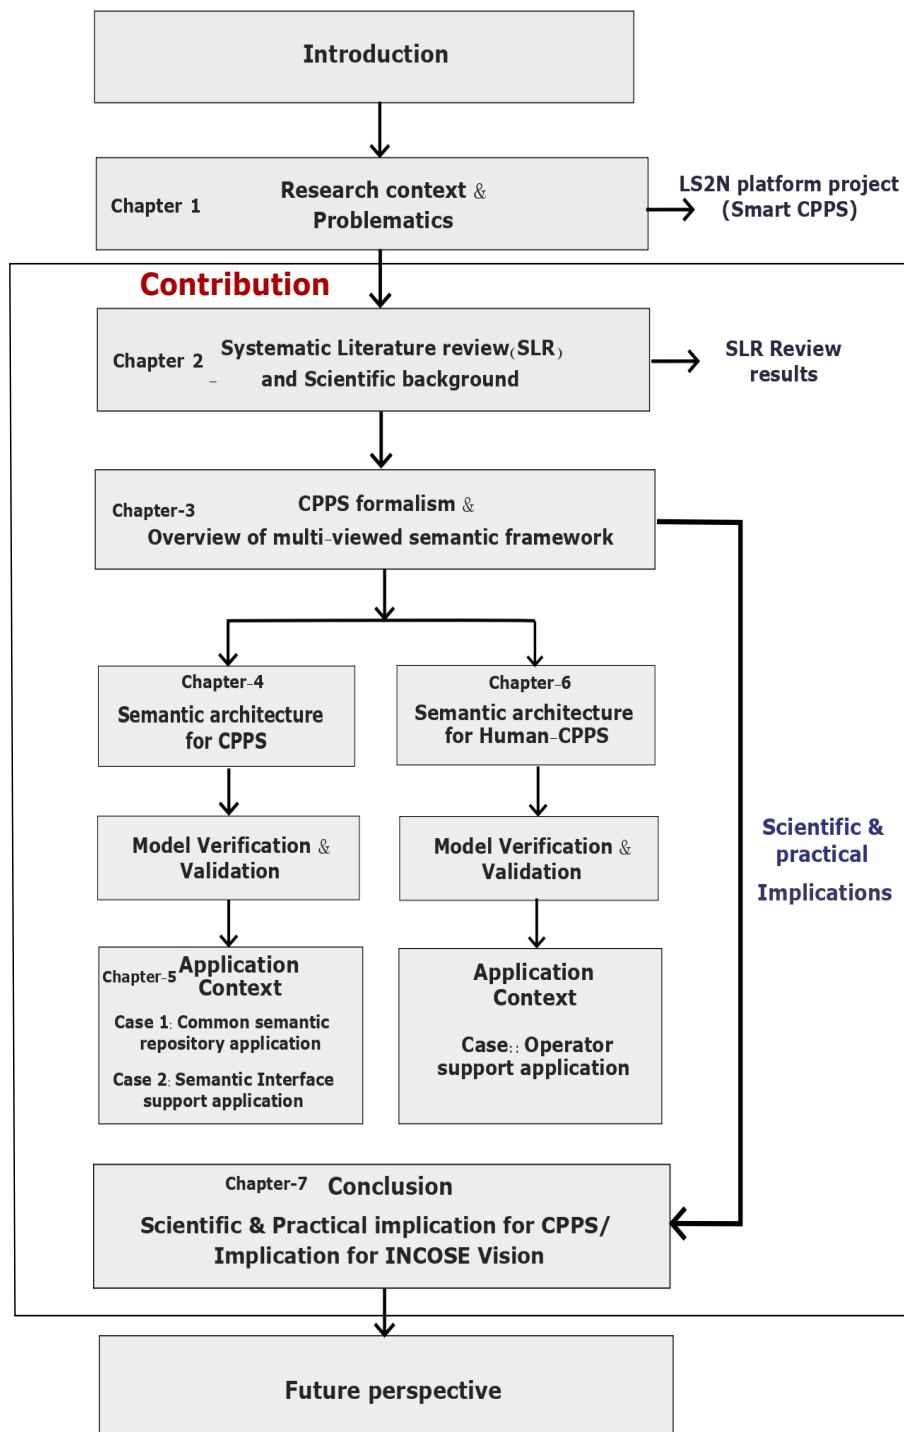 Introduction
Chapter 1
Research context &
Problematics
LS2N platform project
(Smart CPPS)
Contribution
Chapter 2
Systematic Literature review(SLR)
and Scientific background
SLR Review
results
Chapter-3
CPPS formalism &
Overview of multi-viewed semantic framework
Chapter-4
Semantic architecture
for CPPS
Chapter-6
Semantic architecture
for Human-CPPS
Model Verification &
Validation
Model Verification &
Validation
Scientific &
practical
Implications
Chapter-5
Application
Context
Case 1: Common semantic
repository application
Case 2: Semantic Interface
support application
Application
Context
Case:: Operator
support application
Chapter-7 Conclusion
Scientific & Practical implication for CPPS/
Implication for INCOSE Vision
Future perspective